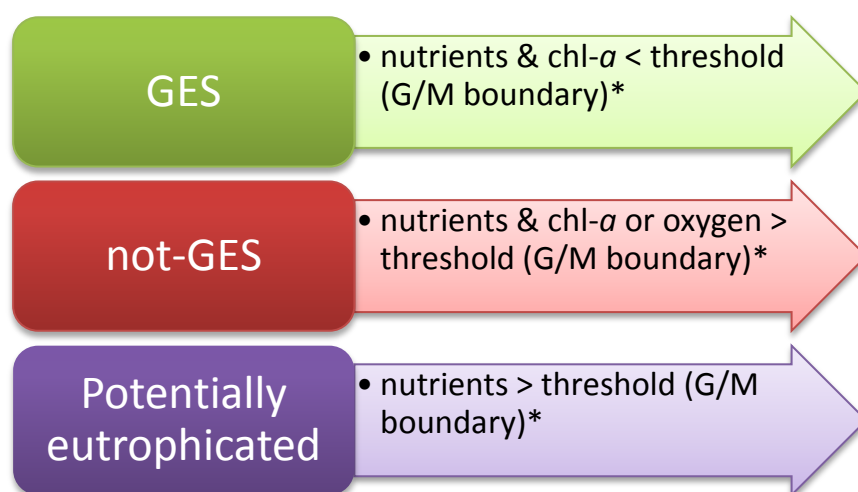 GES
• nutrients & chl-a < threshold
(G/M boundary)*
not-GES
• nutrients & chl-a or oxygen >
threshold (G/M boundary)*
Potentially
eutrophicated
• nutrients > threshold (G/M
boundary)*